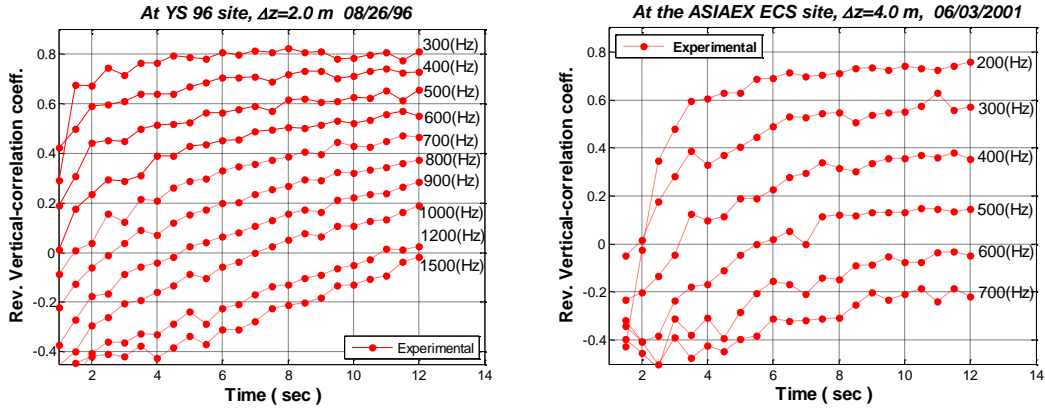 At YS 96 site, Δz=2.0 m 08/26/96
Rev. Vertical-correlation coeff.
0.8
0.6
0.4
0.2
0
-0.2
-0.4
300(Hz)
400(Hz)
500(Hz)
600(Hz)
700(Hz)
800(Hz)
900(Hz)
1000(Hz)
1200(Hz)
1500(Hz)
Experimental
2 4 6 8 10 12 14
Time ( sec )
At the ASIAEX ECS site, Δz=4.0 m, 06/03/2001
Rev. Vertical-correlation coeff.
0.8
0.6
0.4
0.2
0
-0.2
-0.4
Experimental
200(Hz)
300(Hz)
400(Hz)
500(Hz)
600(Hz)
700(Hz)
2 4 6 8 10 12 14
Time ( sec )